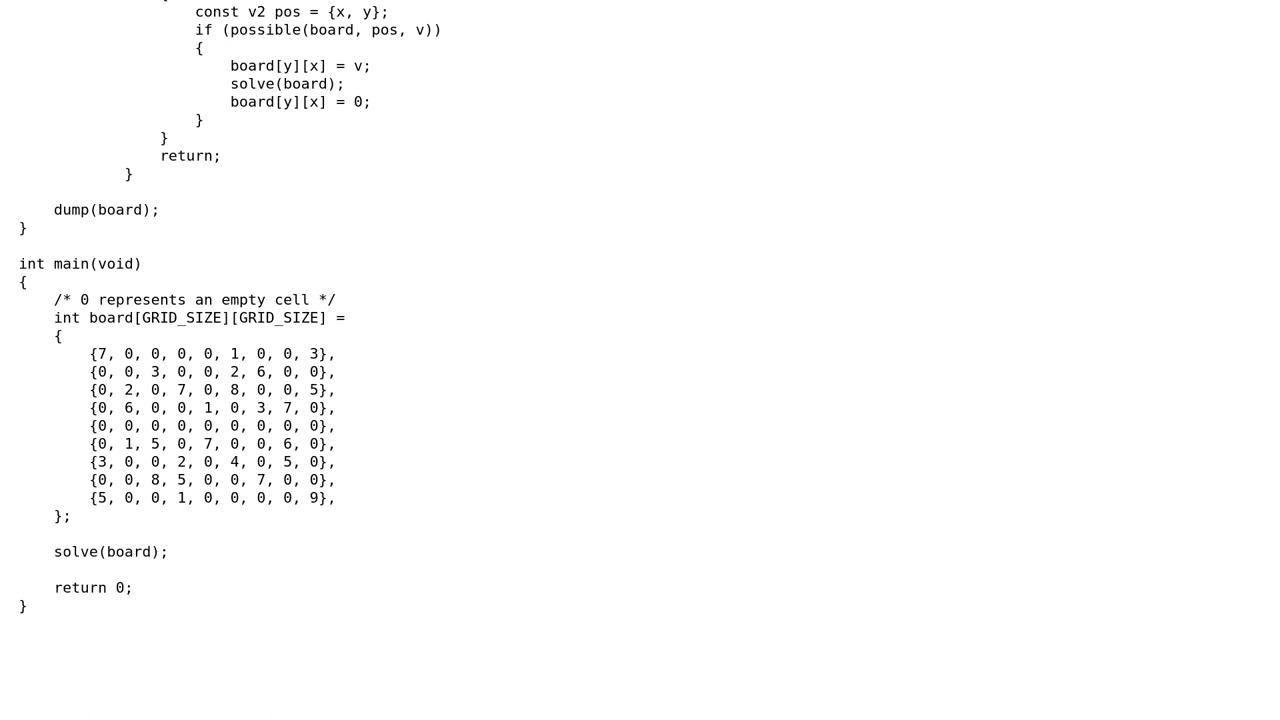 {
const v2 pos = {x, y};
if (possible(board, pos, v))
{
board[y][x] = v;
solve(board);
board[y][x] = 0;
}
}
return;
}
dump(board);
}
int main(void)
{
/* 0 represents an empty cell */
int board[GRID_SIZE][GRID_SIZE] =
{
{7, 0, 0, 0, 0, 1, 0, 0, 3},
{0, 0, 3, 0, 0, 2, 6, 0, 0},
{0, 2, 0, 7, 0, 8, 0, 0, 5},
{0, 6, 0, 0, 1, 0, 3, 7, 0},
{0, 0, 0, 0, 0, 0, 0, 0, 0},
{0, 1, 5, 0, 7, 0, 0, 6, 0},
{3, 0, 0, 2, 0, 4, 0, 5, 0},
{0, 0, 8, 5, 0, 0, 7, 0, 0},
{5, 0, 0, 1, 0, 0, 0, 0, 9},
};
solve(board);
return 0;
}